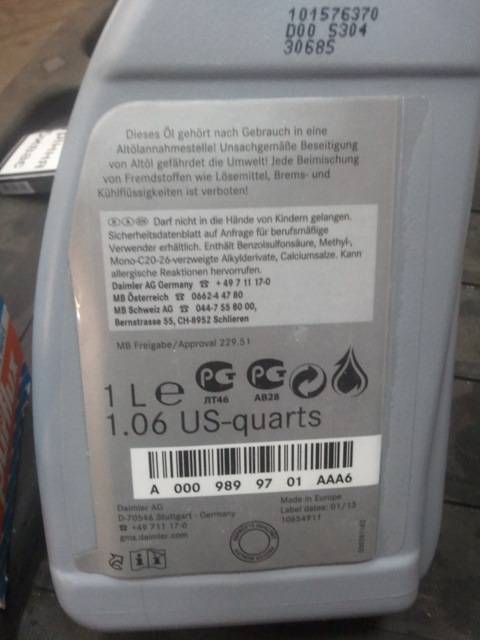 101576370
D00 S304
30685
Dieses Öl gehört nach Gebrauch in eine
Altölannahmestelle! Unsachgemäße Beseitigung
von Altöl gefährdet die Umwelt! Jede Beimischung
von Fremdstoffen wie Lösemittel, Brems- und
Kühlflüssigkeiten ist verboten!
Darf nicht in die Hände von Kindern gelangen.
Sicherheitsdatenblatt auf Anfrage für berufsmäßige
Verwender erhältlich. Enthält Benzolsulfonsäure, Methyl-,
Mono-C20-26-verzweigte Alkylderivate, Calciumsalze. Kann
allergische Reaktionen hervorrufen.
Daimler AG Germany ☎ +49 7 11 17-0
MB Österreich ☎ 0662-4 47 80
MB Schweiz AG ☎ 044-7 55 80 00,
Bernstrasse 55, CH-8952 Schlieren
MB Freigabe/Approval 229.51
1 L e
ЛТ46 АВ28
1.06 US-quarts
A 000 989 97 01 AAA6
Daimler AG
D-70546 Stuttgart · Germany
☎ +49 711 17-0
gms.daimler.com
Made in Europe
Label dates: 01/13
10654911